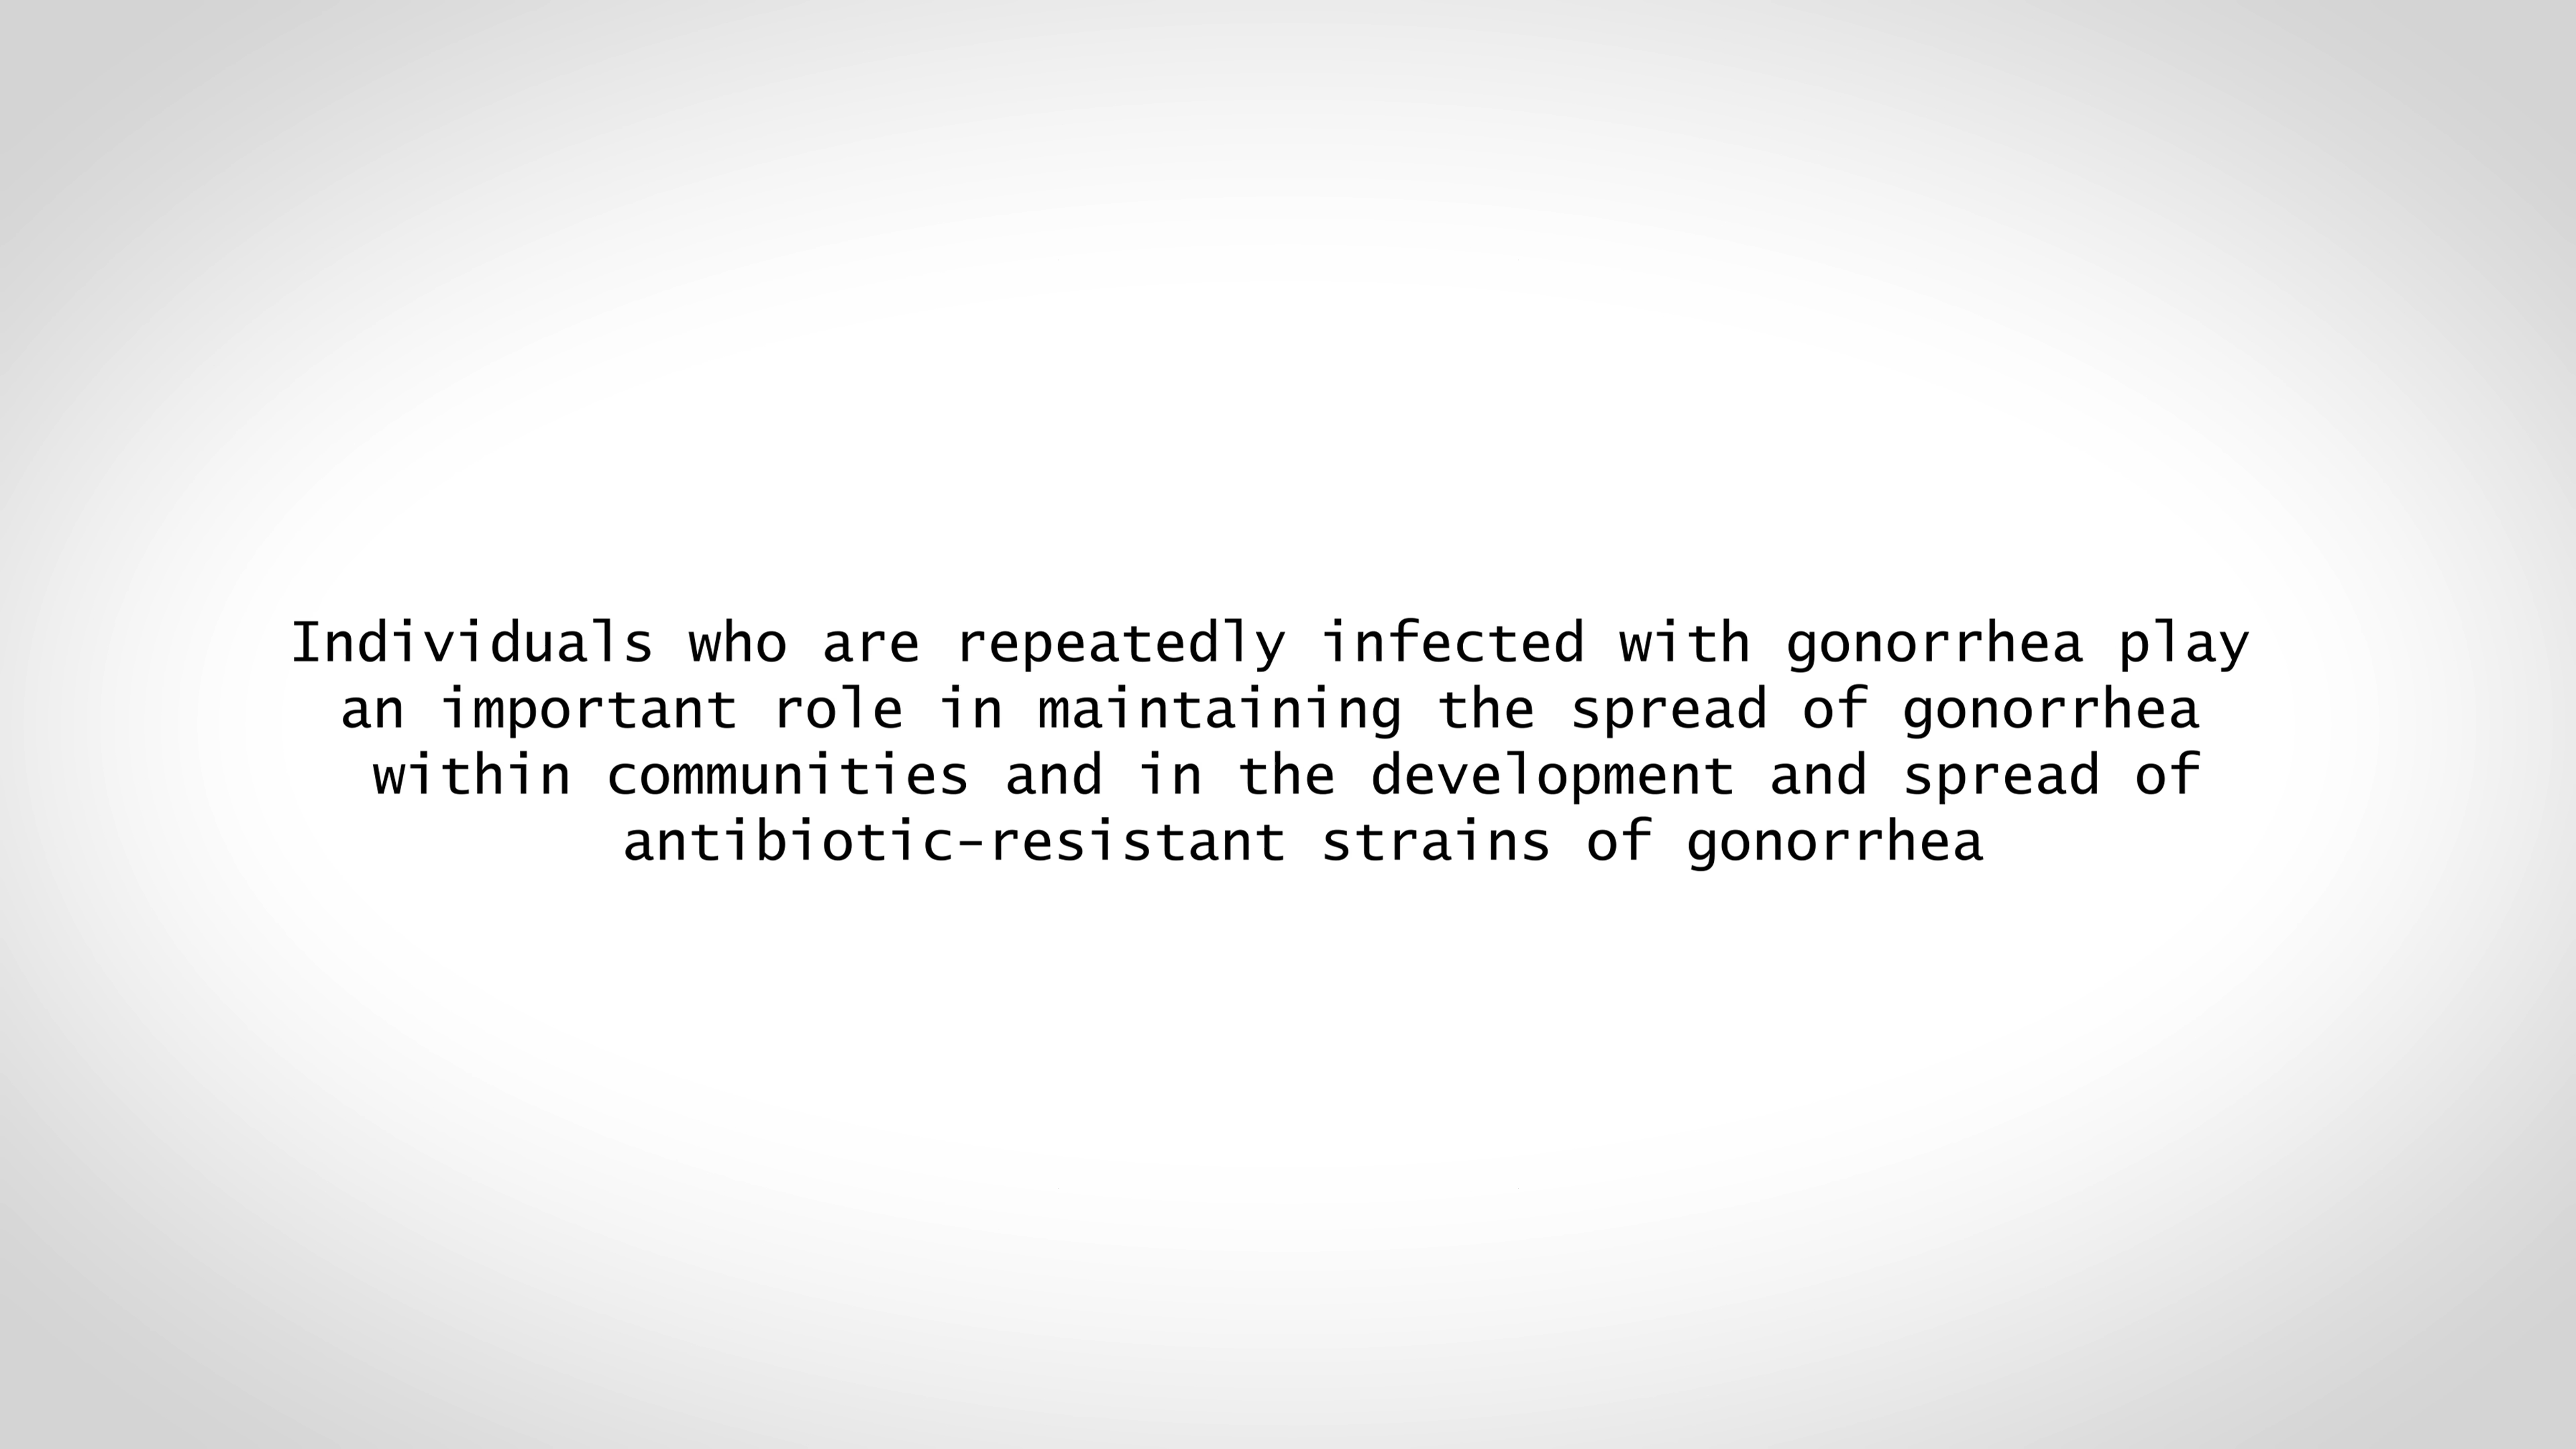 Individuals who are repeatedly infected with gonorrhea play
an important role in maintaining the spread of gonorrhea
within communities and in the development and spread of
antibiotic-resistant strains of gonorrhea